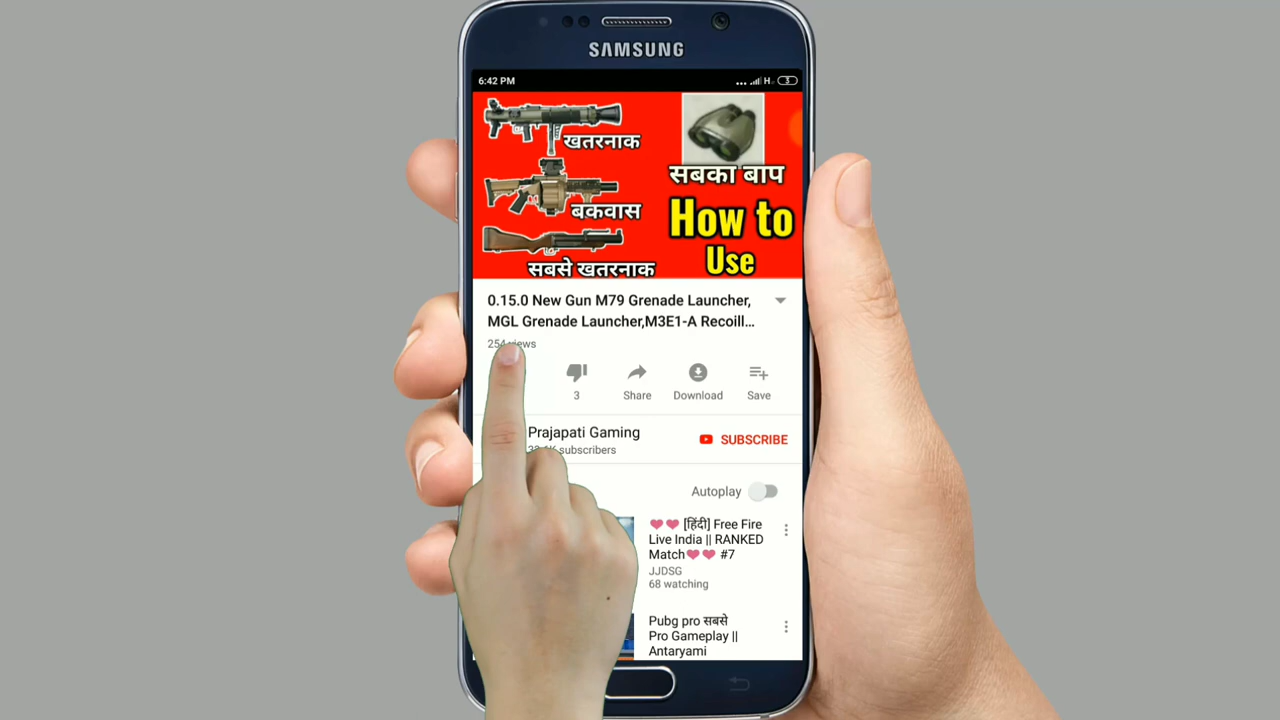 SAMSUNG
6:42 PM
H
खतरनाक
बकवास
सबसे खतरनाक
सबका बाप
How to
Use
0.15.0 New Gun M79 Grenade Launcher,
MGL Grenade Launcher,M3E1-A Recoill...
254 views
3
Share
Download
Save
Prajapati Gaming
subscribers
SUBSCRIBE
Autoplay
❤❤ [हिंदी] Free Fire
Live India || RANKED
Match❤❤ #7
JJDSG
68 watching
Pubg pro सबसे
Pro Gameplay ||
Antaryami